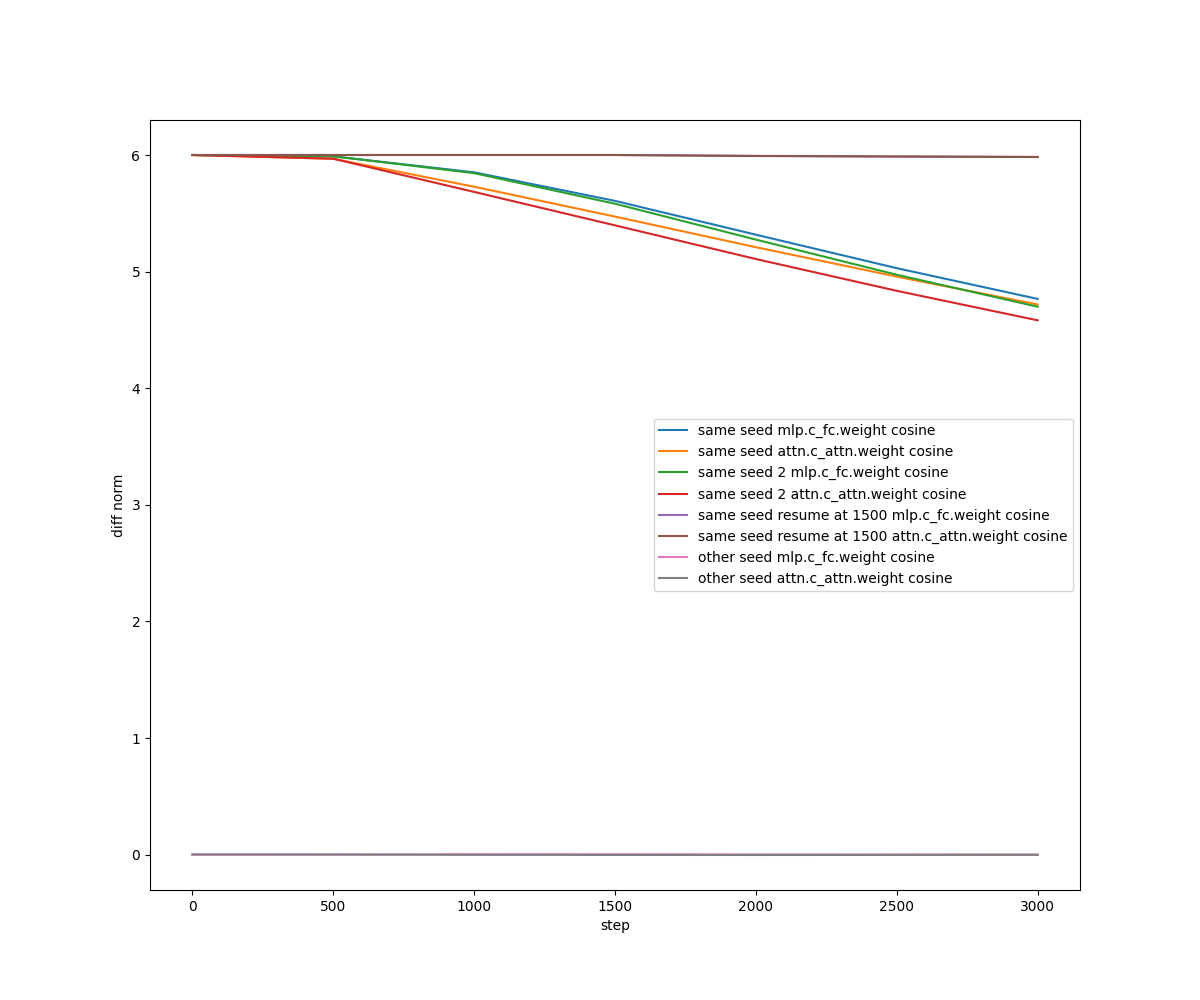 6
5
4
3
2
1
0
diff norm
same seed mlp.c_fc.weight cosine
same seed attn.c_attn.weight cosine
same seed 2 mlp.c_fc.weight cosine
same seed 2 attn.c_attn.weight cosine
same seed resume at 1500 mlp.c_fc.weight cosine
same seed resume at 1500 attn.c_attn.weight cosine
other seed mlp.c_fc.weight cosine
other seed attn.c_attn.weight cosine
0 500 1000 1500 2000 2500 3000
step